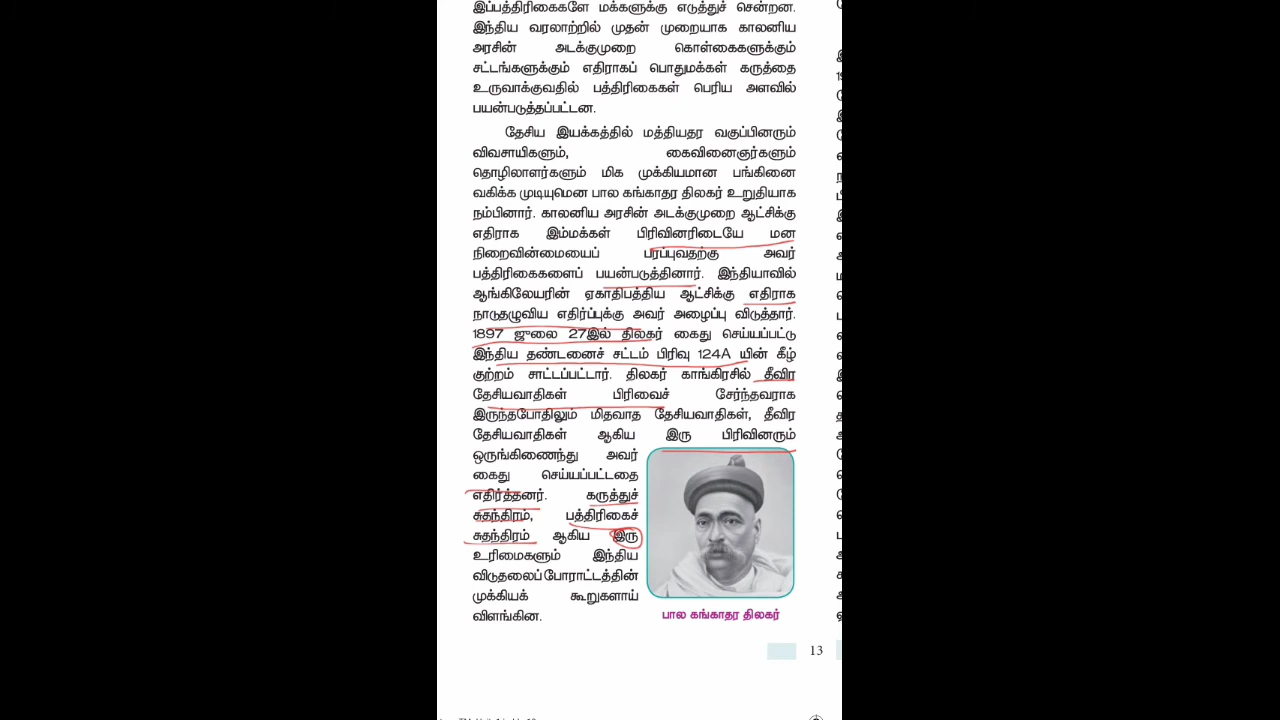 இப்பத்திரிகைகளே மக்களுக்கு எடுத்துச் சென்றன.
இந்திய வரலாற்றில் முதன் முறையாக காலனிய
அரசின் அடக்குமுறை கொள்கைகளுக்கும்
சட்டங்களுக்கும் எதிராகப் பொதுமக்கள் கருத்தை
உருவாக்குவதில் பத்திரிகைகள் பெரிய அளவில்
பயன்படுத்தப்பட்டன.
தேசிய இயக்கத்தில் மத்தியதர வகுப்பினரும்
விவசாயிகளும், கைவினைஞர்களும்
தொழிலாளர்களும் மிக முக்கியமான பங்கினை
வகிக்க முடியுமென பால கங்காதர திலகர் உறுதியாக
நம்பினார். காலனிய அரசின் அடக்குமுறை ஆட்சிக்கு
எதிராக இம்மக்கள் பிரிவினரிடையே மன
நிறைவின்மையைப் பரப்புவதற்கு அவர்
பத்திரிகைகளைப் பயன்படுத்தினார். இந்தியாவில்
ஆங்கிலேயரின் ஏகாதிபத்திய ஆட்சிக்கு எதிராக
நாடுதழுவிய எதிர்ப்புக்கு அவர் அழைப்பு விடுத்தார்.
1897 ஜுலை 27இல் திலகர் கைது செய்யப்பட்டு
இந்திய தண்டனைச் சட்டம் பிரிவு 124A யின் கீழ்
குற்றம் சாட்டப்பட்டார். திலகர் காங்கிரசில் தீவிர
தேசியவாதிகள் பிரிவைச் சேர்ந்தவராக
இருந்தபோதிலும் மிதவாத தேசியவாதிகள், தீவிர
தேசியவாதிகள் ஆகிய இரு பிரிவினரும்
ஒருங்கிணைந்து அவர்
கைது செய்யப்பட்டதை
எதிர்த்தனர். கருத்துச்
சுதந்திரம், பத்திரிகைச்
சுதந்திரம் ஆகிய இரு
உரிமைகளும் இந்திய
விடுதலைப்போராட்டத்தின்
முக்கியக் கூறுகளாய்
விளங்கின.
பால கங்காதர திலகர்
13